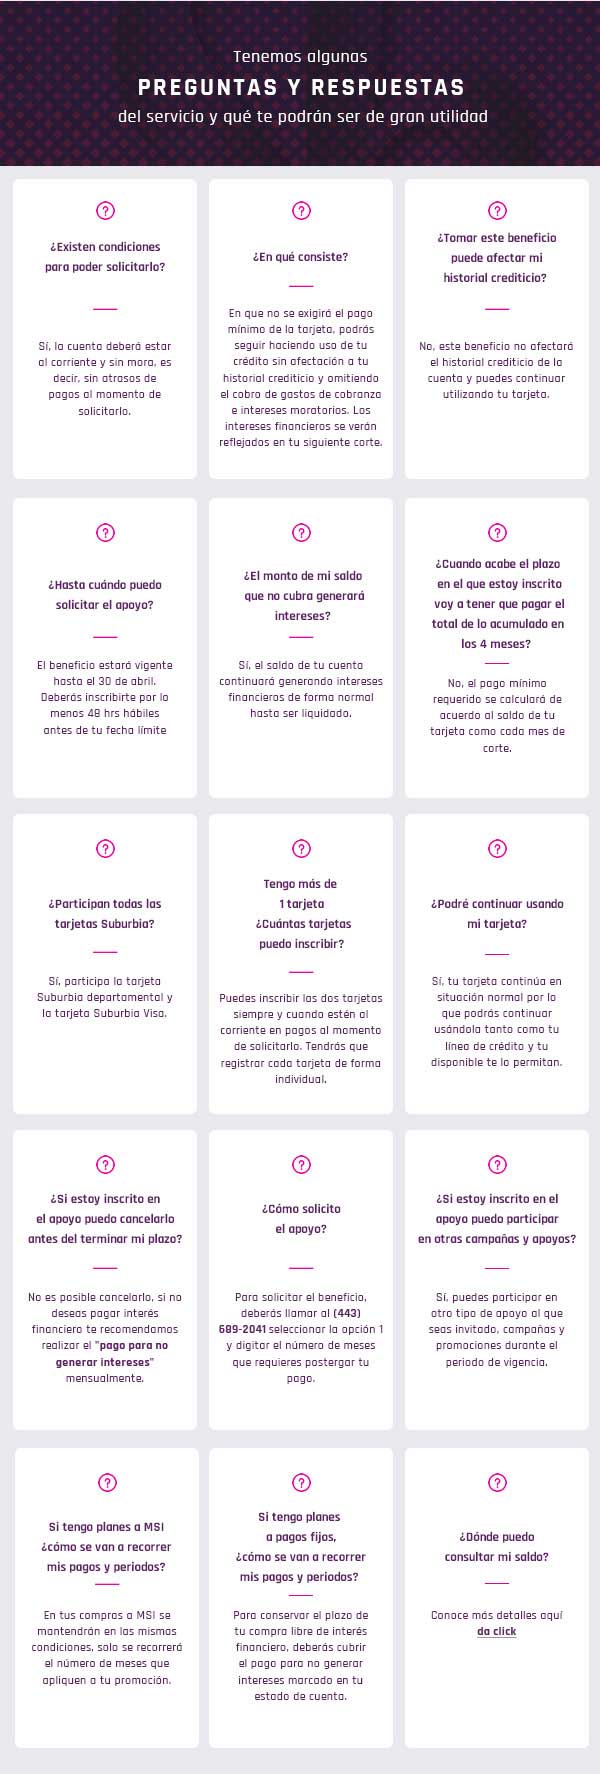 Tenemos algunas
PREGUNTAS Y RESPUESTAS
del servicio y qué te podrán ser de gran utilidad
¿Existen condiciones
para poder solicitarlo?
Sí, la cuenta deberá estar
al corriente y sin mora, es
decir, sin atrasos de
pagos al momento de
solicitarlo.
¿En qué consiste?
En que no se exigirá el pago
mínimo de la tarjeta, podrás
seguir haciendo uso de tu
crédito sin afectación a tu
historial crediticio y omitiendo
el cobro de gastos de cobranza
e intereses moratorios. Los
intereses financieros se verán
reflejados en tu siguiente corte.
¿Tomar este beneficio
puede afectar mi
historial crediticio?
No, este beneficio no afectará
el historial crediticio de la
cuenta y puedes continuar
utilizando tu tarjeta.
¿Hasta cuándo puedo
solicitar el apoyo?
El beneficio estará vigente
hasta el 30 de abril.
Deberás inscribirte por lo
menos 48 hrs hábiles
antes de tu fecha límite
¿El monto de mi saldo
que no cubra generará
intereses?
Sí, el saldo de tu cuenta
continuará generando intereses
financieros de forma normal
hasta ser liquidado.
¿Cuando acabe el plazo
en el que estoy inscrito
voy a tener que pagar el
total de lo acumulado en
los 4 meses?
No, el pago mínimo
requerido se calculará de
acuerdo al saldo de tu
tarjeta como cada mes de
corte.
¿Participan todas las
tarjetas Suburbia?
Sí, participa la tarjeta
Suburbia departamental y
la tarjeta Suburbia Visa.
Tengo más de
1 tarjeta
¿Cuántas tarjetas
puedo inscribir?
Puedes inscribir las dos tarjetas
siempre y cuando estén al
corriente en pagos al momento
de solicitarlo. Tendrás que
registrar cada tarjeta de forma
individual.
¿Podré continuar usando
mi tarjeta?
Sí, tu tarjeta continúa en
situación normal por lo
que podrás continuar
usándola tanto como tu
línea de crédito y tu
disponible te lo permitan.
¿Si estoy inscrito en
el apoyo puedo cancelarlo
antes del terminar mi plazo?
No es posible cancelarlo, si no
deseas pagar interés
financiero te recomendamos
realizar el "pago para no
generar intereses"
mensualmente.
¿Cómo solicito
el apoyo?
Para solicitar el beneficio,
deberás llamar al (443)
689-2041 seleccionar la opción 1
y digitar el número de meses
que requieres postergar tu
pago.
¿Si estoy inscrito en el
apoyo puedo participar
en otras campañas y apoyos?
Sí, puedes participar en
otro tipo de apoyo al que
seas invitado, campañas y
promociones durante el
periodo de vigencia.
Si tengo planes a MSI
¿cómo se van a recorrer
mis pagos y periodos?
En tus compras a MSI se
mantendrán en las mismas
condiciones, solo se recorrerá
el número de meses que
apliquen a tu promoción.
Si tengo planes
a pagos fijos,
¿cómo se van a recorrer
mis pagos y periodos?
Para conservar el plazo de
tu compra libre de interés
financiero, deberás cubrir
el pago para no generar
intereses marcado en tu
estado de cuenta.
¿Dónde puedo
consultar mi saldo?
Conoce más detalles aquí
da click